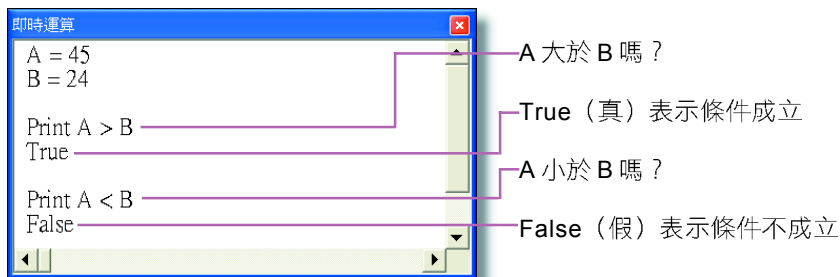 即時運算
A = 45
B = 24
Print A > B
True
Print A < B
False
A 大於 B 嗎？
True（真）表示條件成立
A 小於 B 嗎？
False（假）表示條件不成立